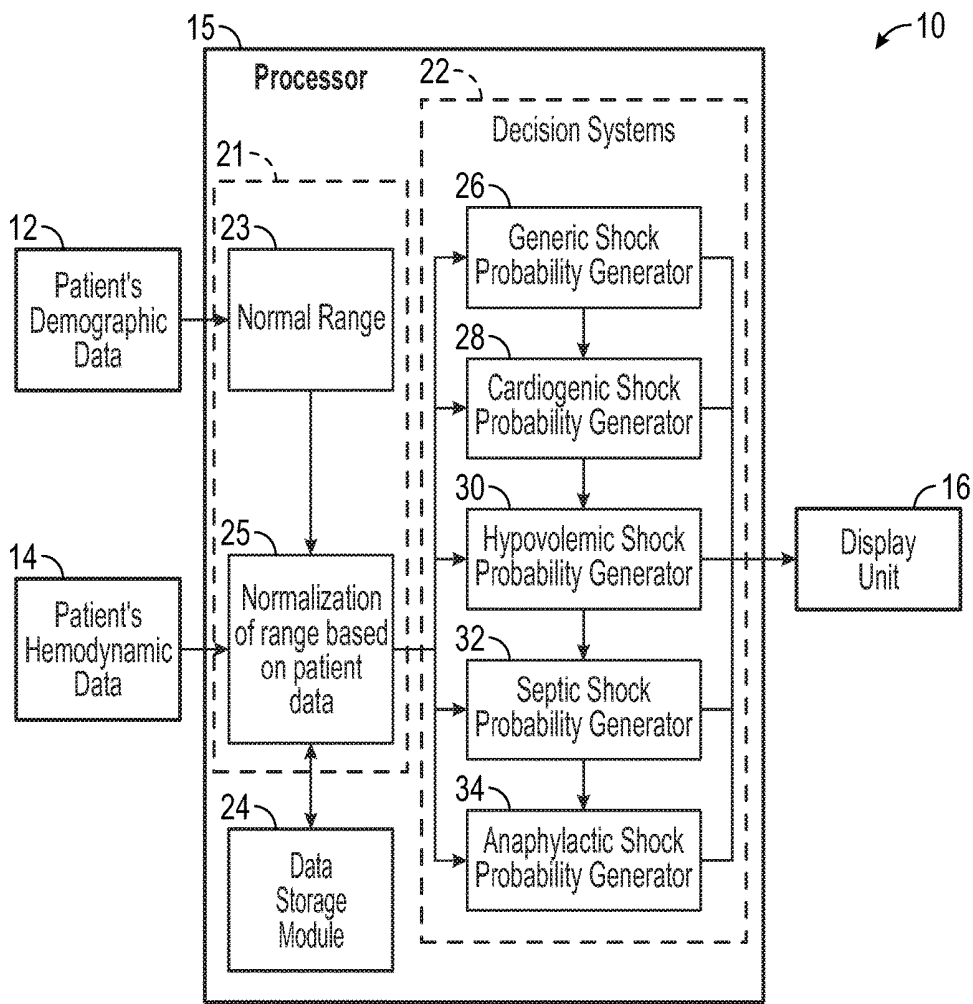 10
15
Processor
22
Decision Systems
21
12
Patient's
Demographic
Data
23
Normal Range
26
Generic Shock
Probability Generator
28
Cardiogenic Shock
Probability Generator
14
Patient's
Hemodynamic
Data
25
Normalization
of range based
on patient
data
30
Hypovolemic Shock
Probability Generator
16
Display
Unit
32
Septic Shock
Probability Generator
24
Data
Storage
Module
34
Anaphylactic Shock
Probability Generator